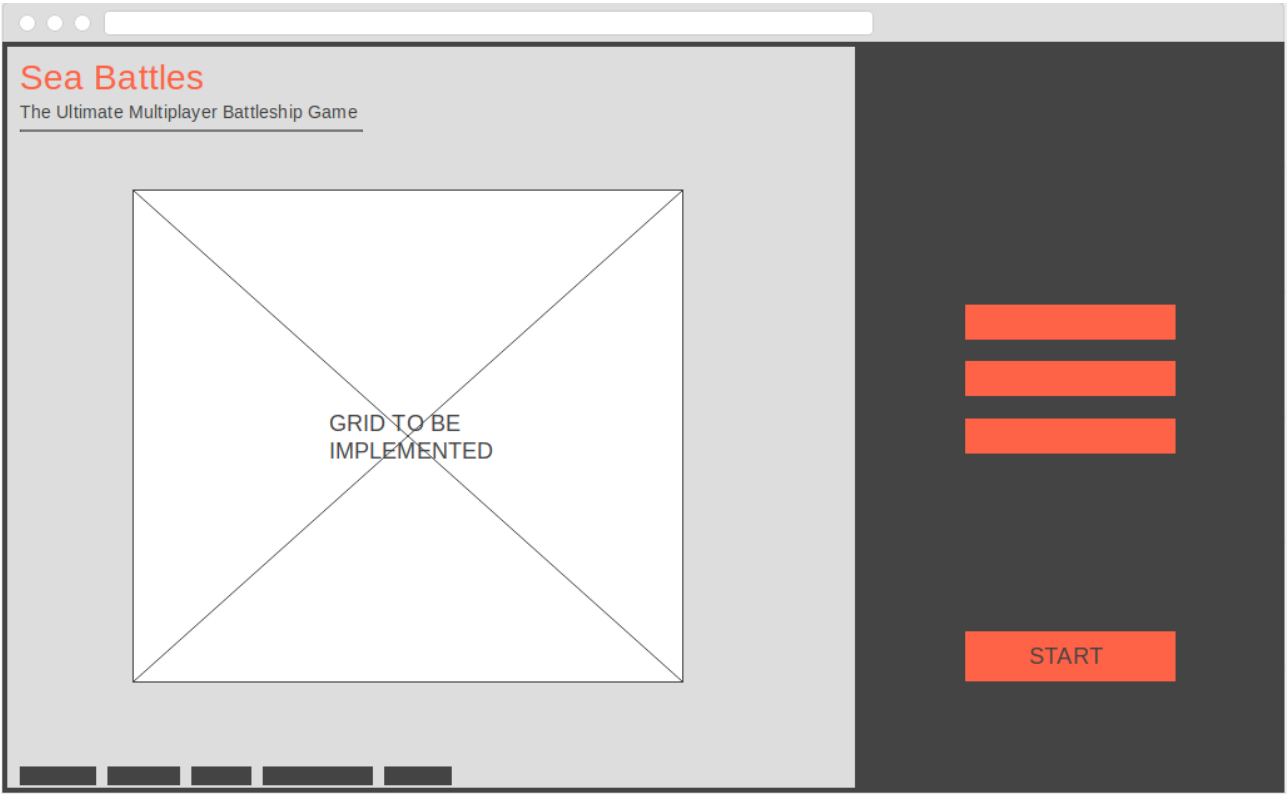 Sea Battles
The Ultimate Multiplayer Battleship Game
GRID TO BE
IMPLEMENTED
START